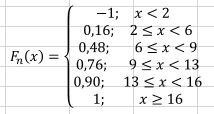 −1; x < 2
0,16; 2 ≤ x < 6
0,48; 6 ≤ x < 9
F_n(x) = 0,76; 9 ≤ x < 13
0,90; 13 ≤ x < 16
1; x ≥ 16